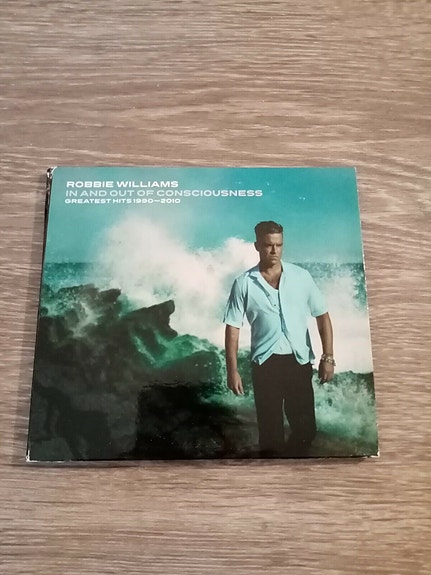 ROBBIE WILLIAMS
IN AND OUT OF CONSCIOUSNESS
GREATEST HITS 1990–2010